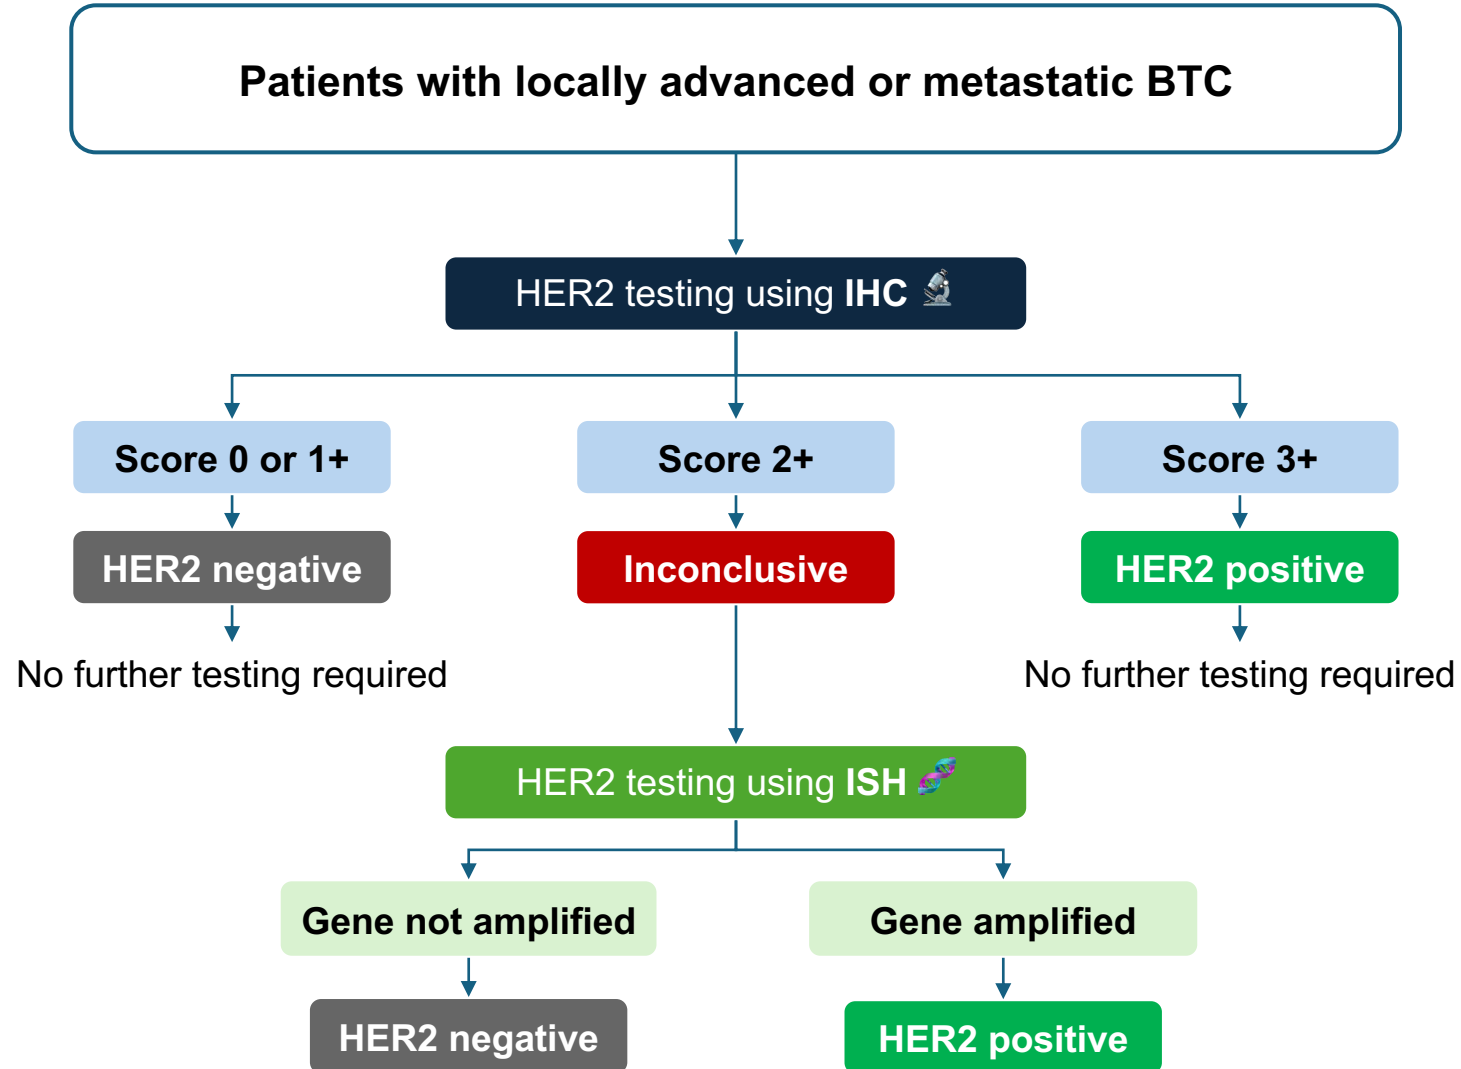 Patients with locally advanced or metastatic BTC
HER2 testing using IHC
Score 0 or 1+
Score 2+
Score 3+
HER2 negative
Inconclusive
HER2 positive
No further testing required
No further testing required
HER2 testing using ISH
Gene not amplified
Gene amplified
HER2 negative
HER2 positive